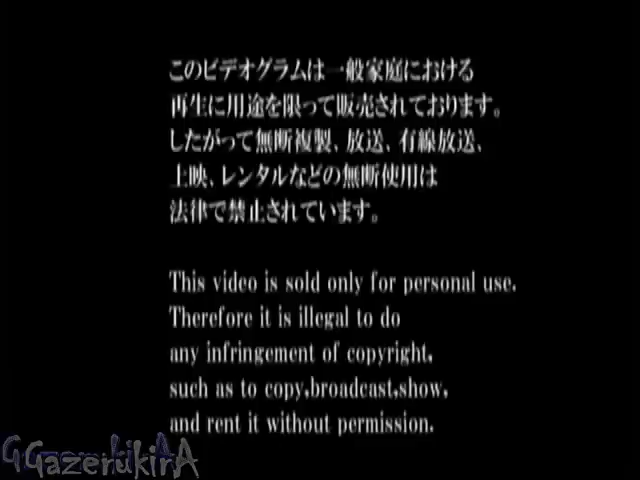 このビデオグラムは一般家庭における
再生に用途を限って販売されております。
したがって無断複製、放送、有線放送、
上映、レンタルなどの無断使用は
法律で禁止されています。
This video is sold only for personal use.
Therefore it is illegal to do
any infringement of copyright,
such as to copy,broadcast,show,
and rent it without permission.
GazerukirA